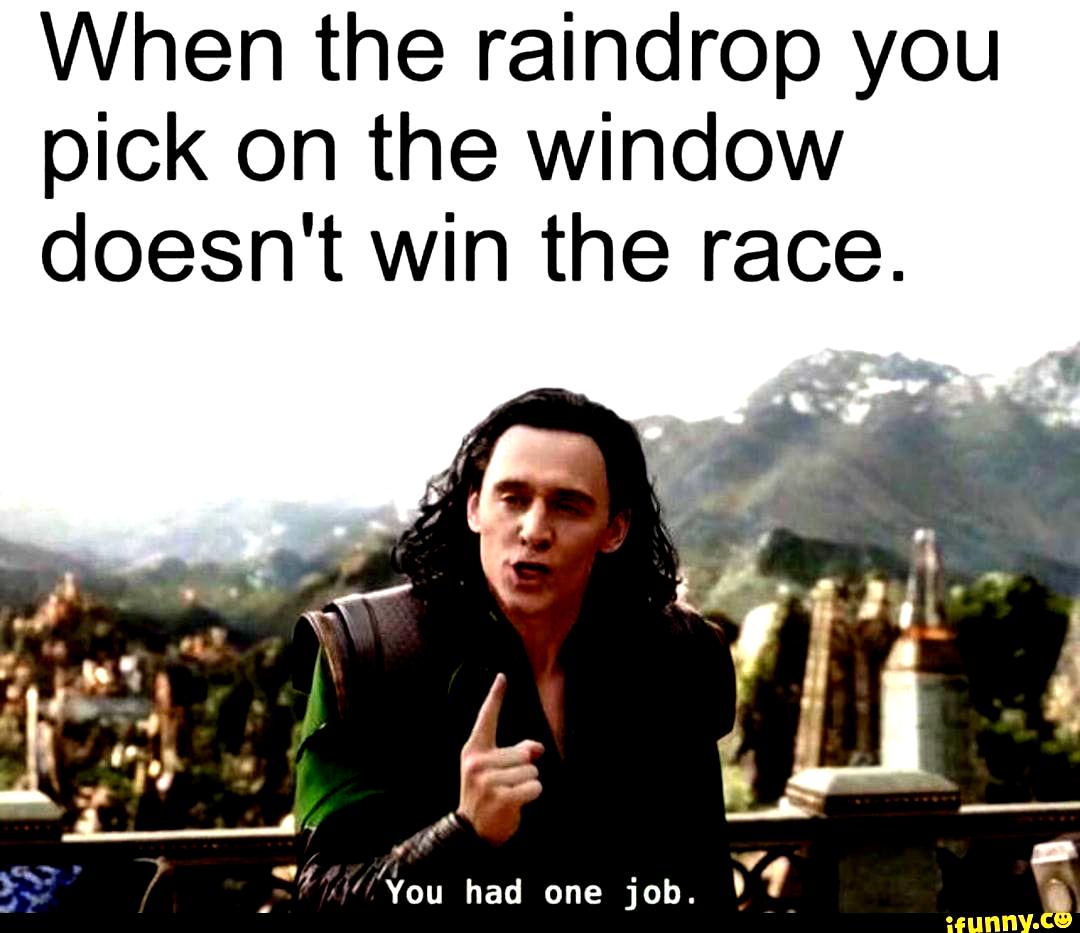 When the raindrop you
pick on the window
doesn't win the race.
You had one job.
ifunny.co